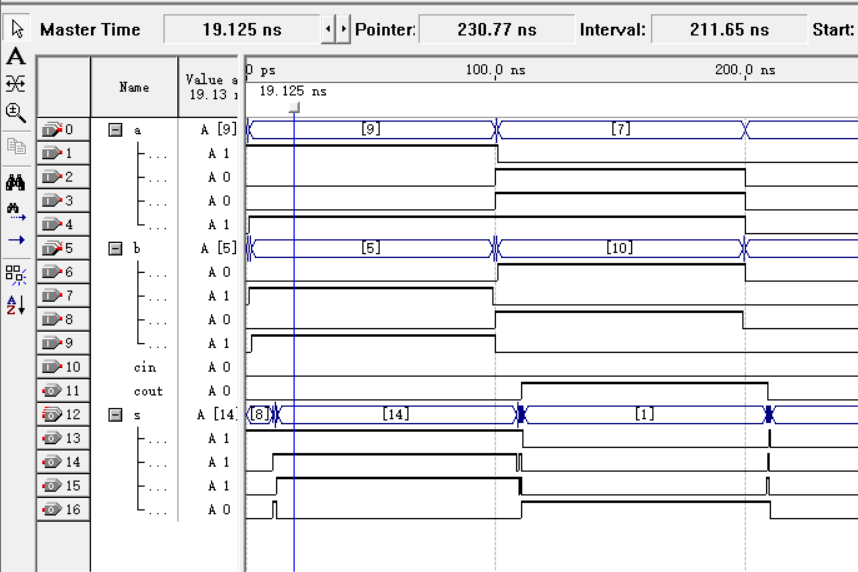 Master Time 19.125 ns Pointer: 230.77 ns Interval: 211.65 ns Start:
A
Name Value a 0 ps 100.0 ns 200.0 ns
19.13 19.125 ns
0 a A [9] [9] [7]
1 ... A 1
2 ... A 0
3 ... A 0
4 ... A 1
5 b A [5] [5] [10]
6 ... A 0
7 ... A 1
8 ... A 0
9 ... A 1
10 cin A 0
11 cout A 0
12 s A [14] [8] [14] [1]
13 ... A 1
14 ... A 1
15 ... A 1
16 ... A 0
A
Z